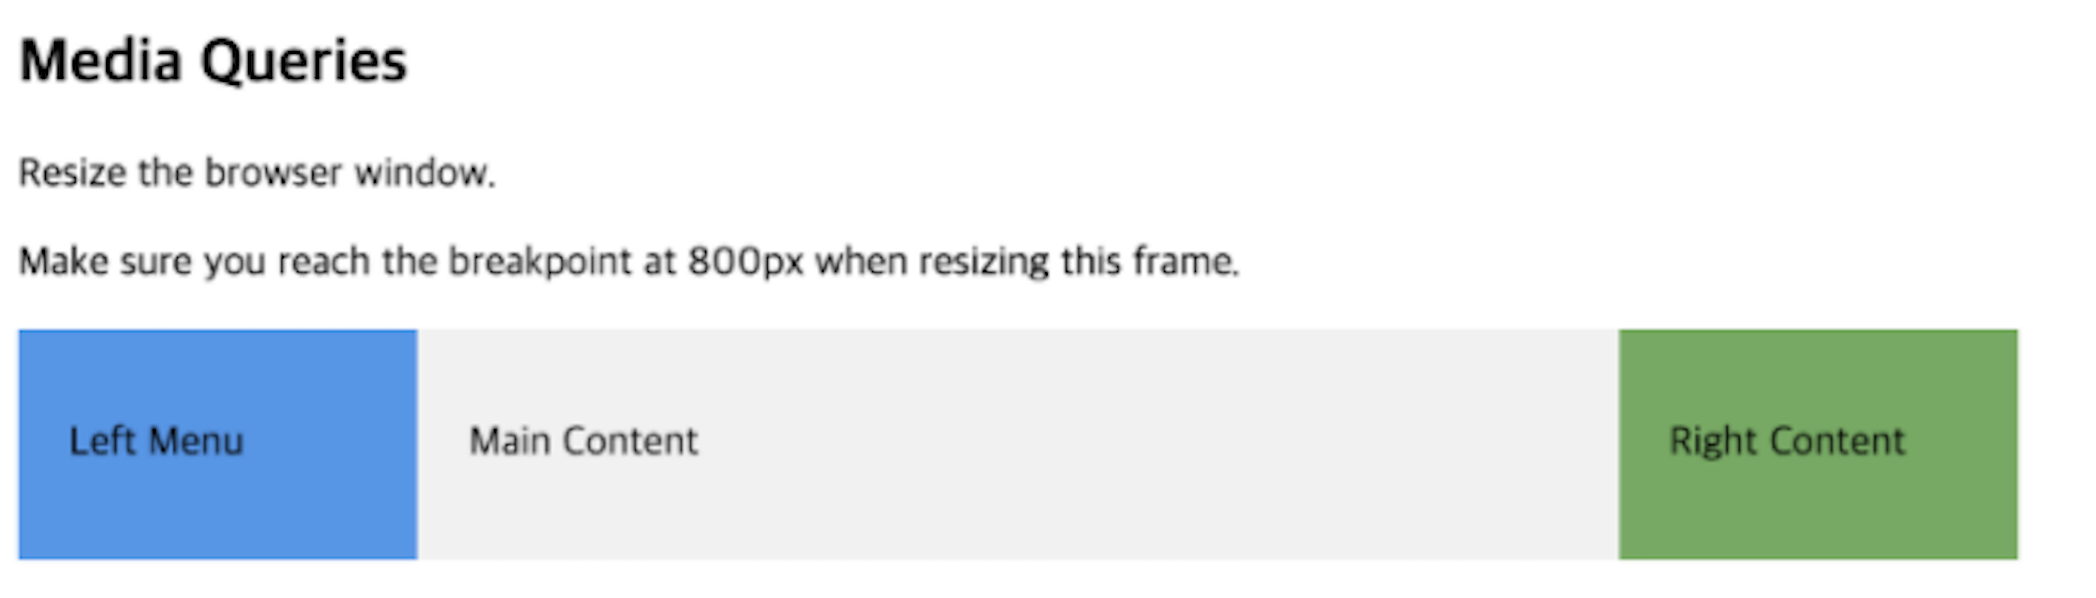 Media Queries
Resize the browser window.
Make sure you reach the breakpoint at 800px when resizing this frame.
Left Menu
Main Content
Right Content